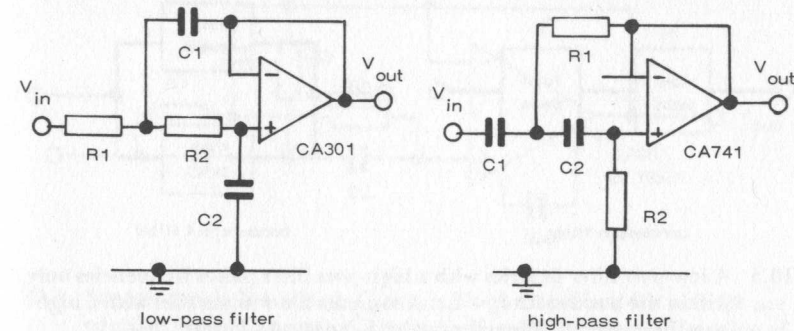 C1
V in
V out
R1
R2
CA301
C2
low-pass filter
R1
V in
V out
C1
C2
CA741
R2
high-pass filter